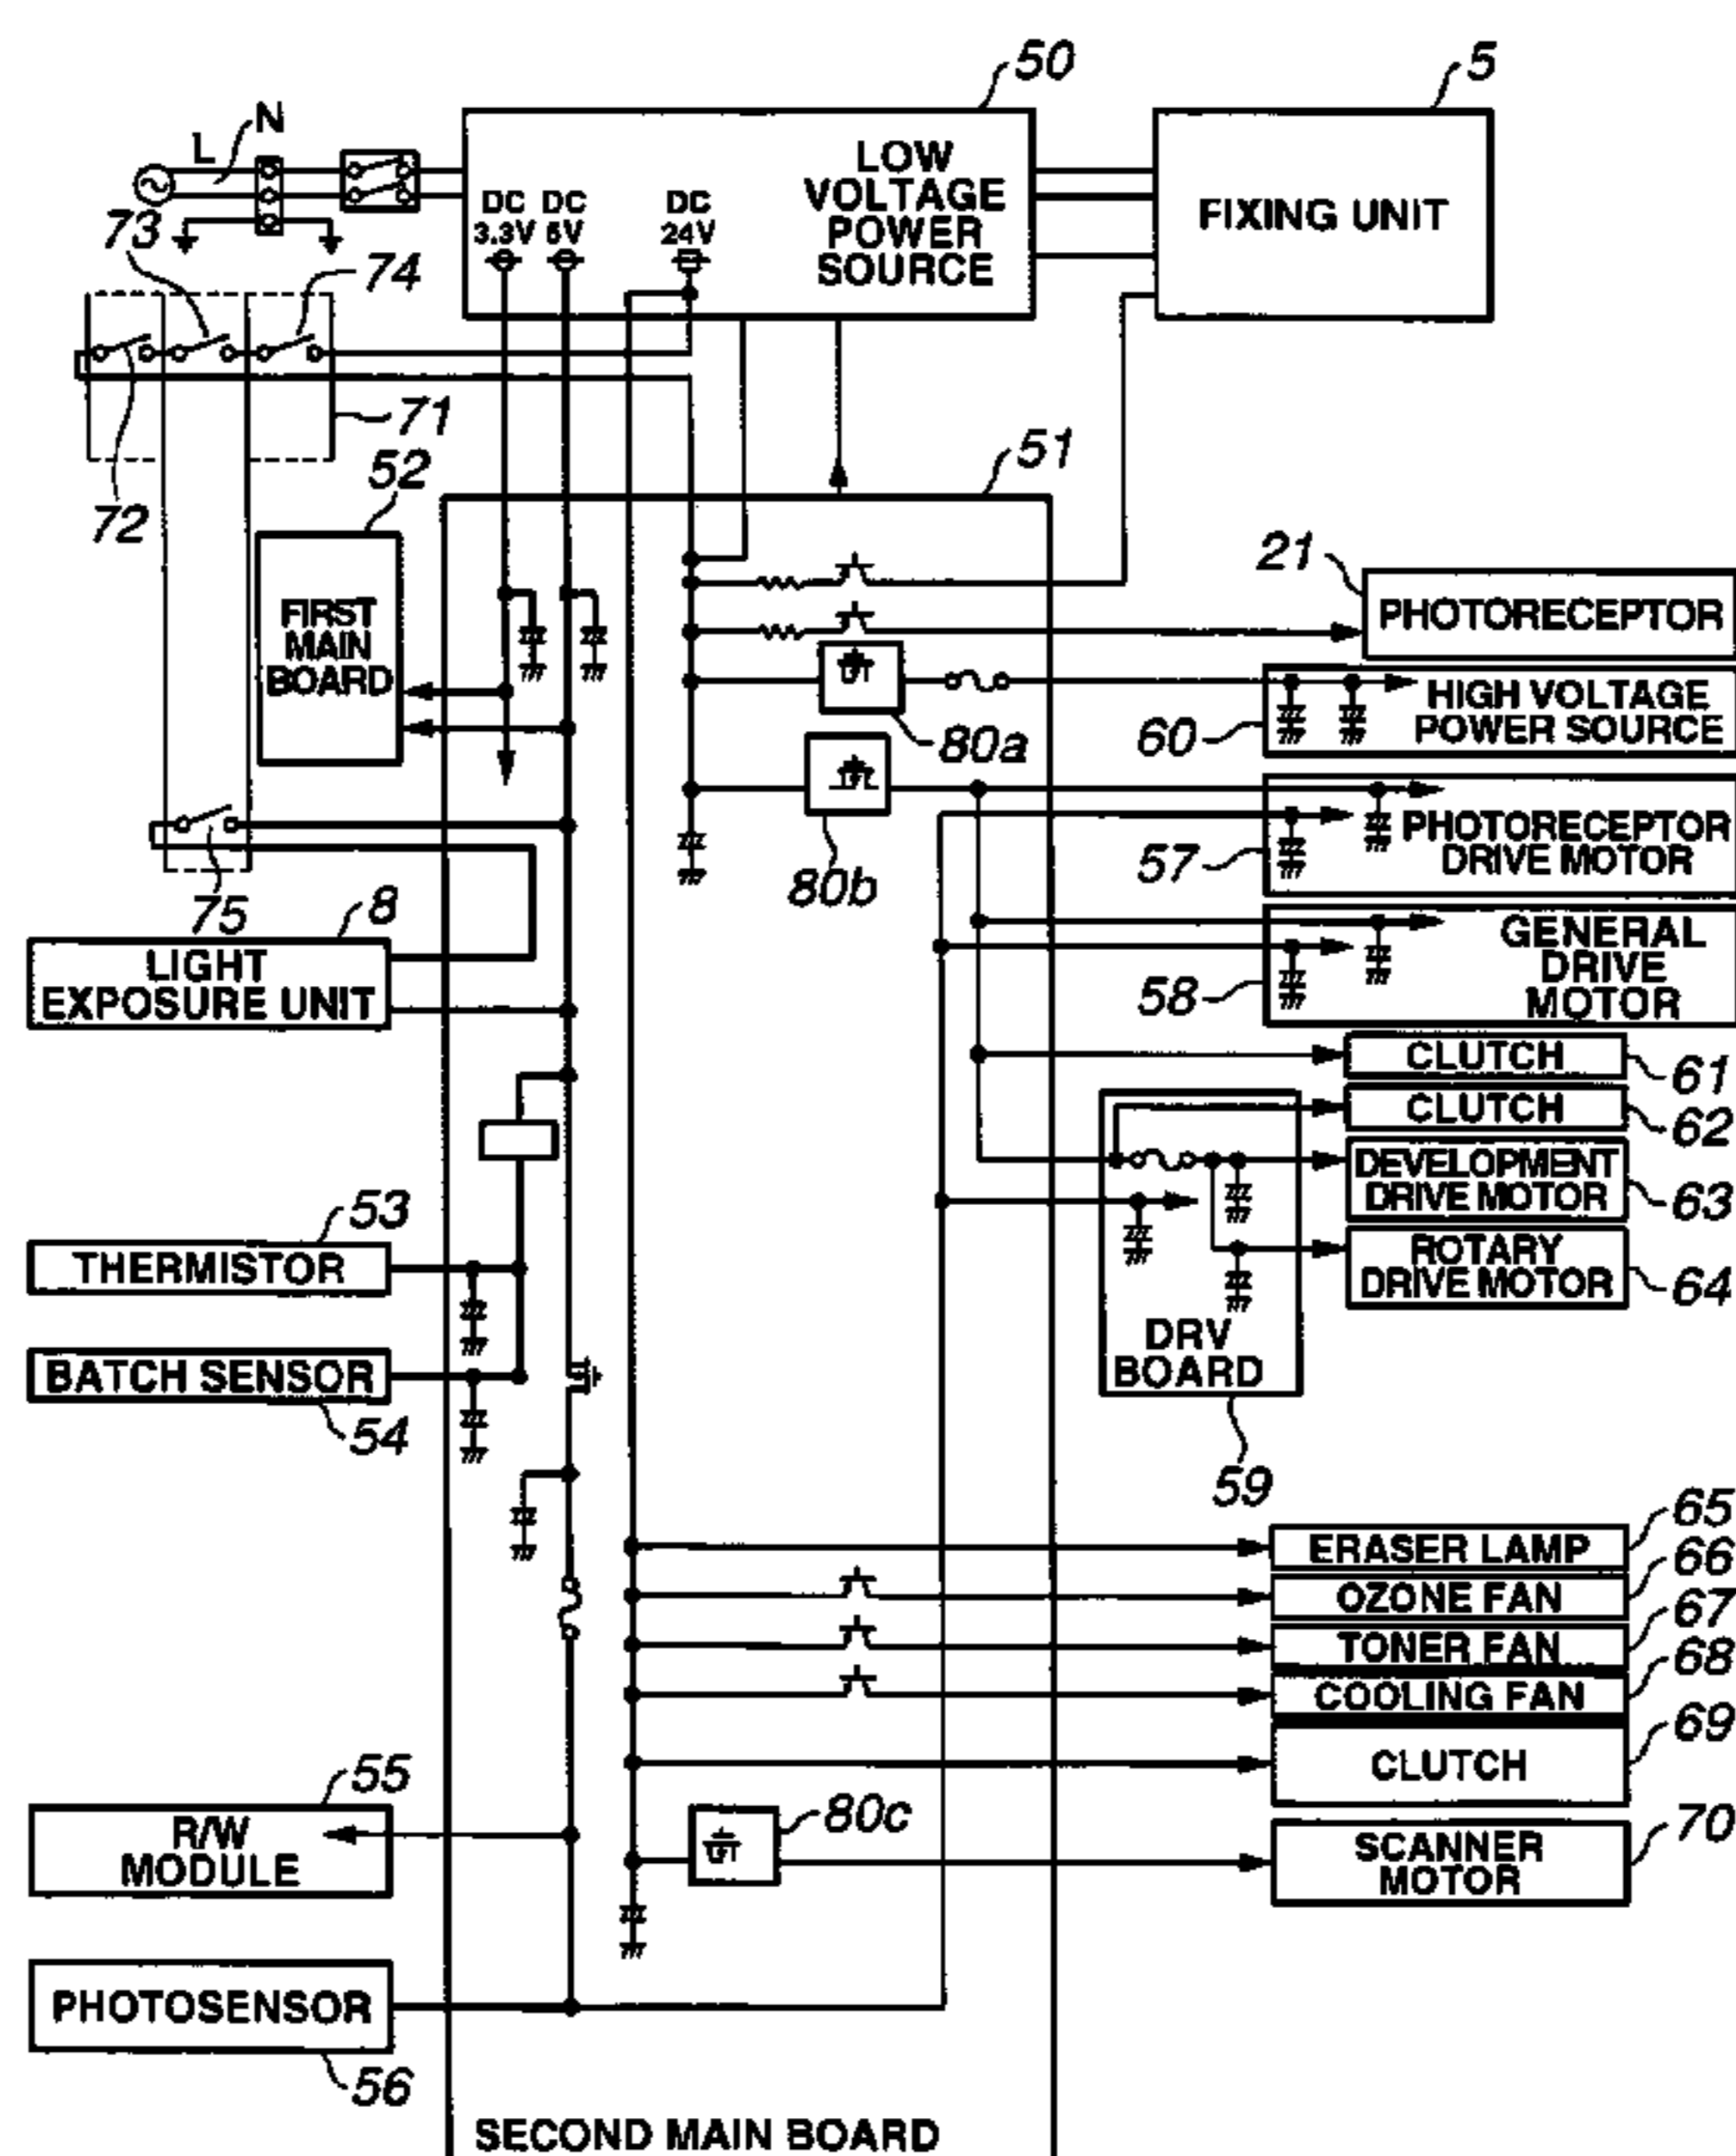 50
5
N
L
LOW
VOLTAGE
POWER
SOURCE
DC
3.3V
DC
5V
DC
24V
FIXING UNIT
73
74
71
72
52
51
FIRST
MAIN
BOARD
21
PHOTORECEPTOR
HIGH VOLTAGE
POWER SOURCE
60
80a
PHOTORECEPTOR
DRIVE MOTOR
57
80b
75
8
LIGHT
EXPOSURE UNIT
GENERAL
DRIVE
MOTOR
58
CLUTCH
61
CLUTCH
62
DEVELOPMENT
DRIVE MOTOR
63
53
THERMISTOR
ROTARY
DRIVE MOTOR
64
DRV
BOARD
BATCH SENSOR
54
59
65
ERASER LAMP
66
OZONE FAN
67
TONER FAN
68
COOLING FAN
69
CLUTCH
55
R/W
MODULE
80c
70
SCANNER
MOTOR
PHOTOSENSOR
56
SECOND MAIN BOARD